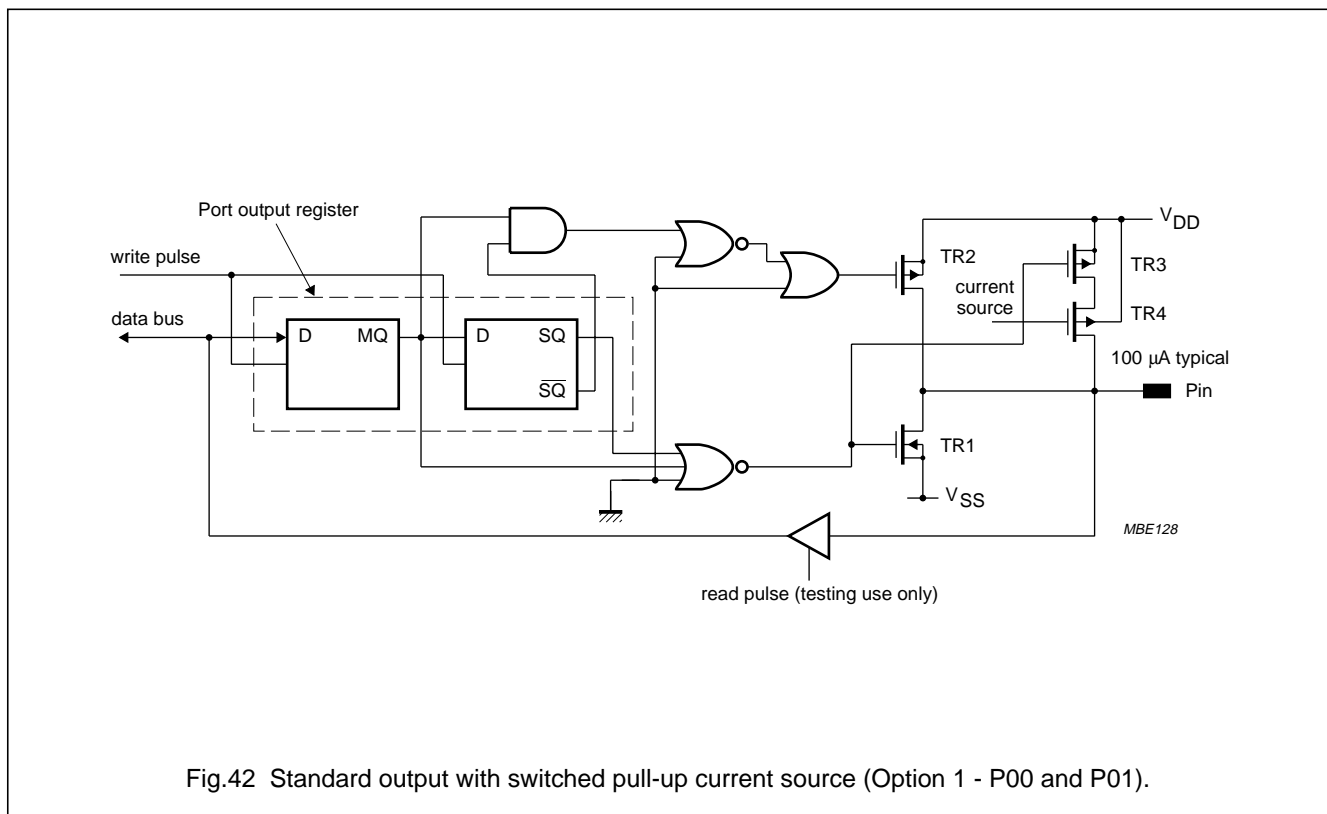 Port output register
write pulse
data bus
D MQ
D SQ
SQ
TR2
VDD
TR3
current
source
TR4
100 µA typical
Pin
TR1
VSS
MBE128
read pulse (testing use only)
Fig.42 Standard output with switched pull-up current source (Option 1 - P00 and P01).